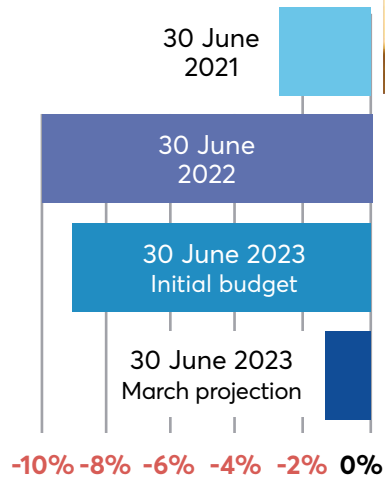 30 June
2021
30 June
2022
30 June 2023
Initial budget
30 June 2023
March projection
-10% -8% -6% -4% -2% 0%